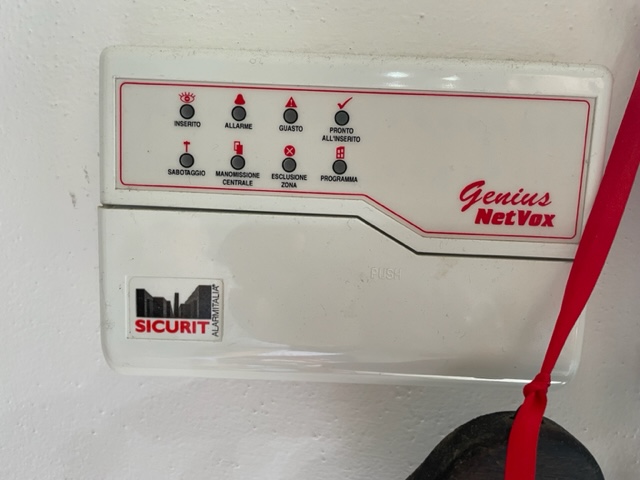 INSERITO
ALLARME
GUASTO
PRONTO
ALL'INSERITO
SABOTAGGIO
MANOMISSIONE
CENTRALE
ESCLUSIONE
ZONA
PROGRAMMA
Genius
NetVox
PUSH
SICURIT
ALARMITALIA